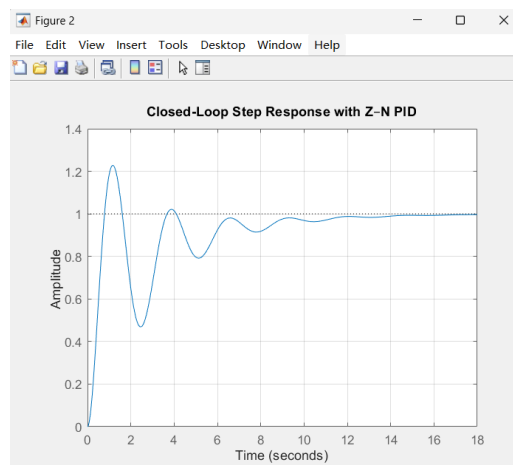 Figure 2
File Edit View Insert Tools Desktop Window Help
Closed-Loop Step Response with Z-N PID
1.4
1.2
1
0.8
0.6
0.4
0.2
0
Amplitude
0 2 4 6 8 10 12 14 16 18
Time (seconds)